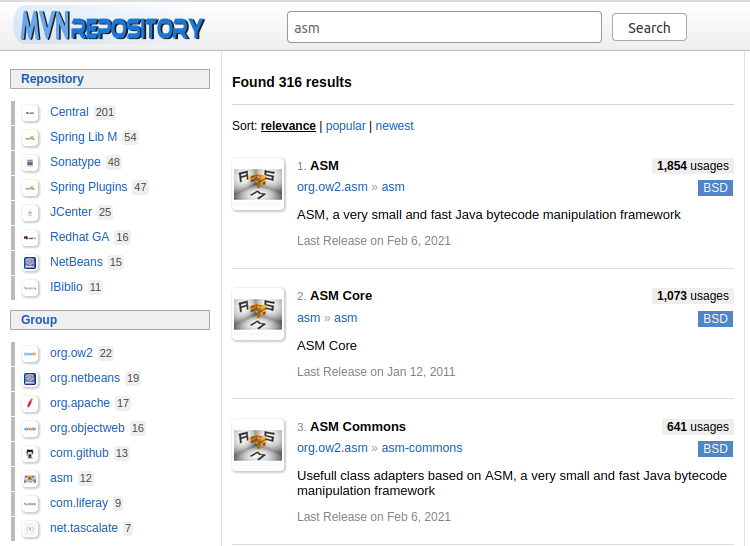 MVNREPOSITORY
asm
Search
Repository
Central 201
Spring Lib M 54
Sonatype 48
Spring Plugins 47
JCenter 25
Redhat GA 16
NetBeans 15
IBiblio 11
Group
org.ow2 22
org.netbeans 19
org.apache 17
org.objectweb 16
com.github 13
asm 12
com.liferay 9
net.tascalate 7
Found 316 results
Sort: relevance | popular | newest
1. ASM
1,854 usages
org.ow2.asm » asm
BSD
ASM, a very small and fast Java bytecode manipulation framework
Last Release on Feb 6, 2021
2. ASM Core
1,073 usages
asm » asm
BSD
ASM Core
Last Release on Jan 12, 2011
3. ASM Commons
641 usages
org.ow2.asm » asm-commons
BSD
Usefull class adapters based on ASM, a very small and fast Java bytecode
manipulation framework
Last Release on Feb 6, 2021